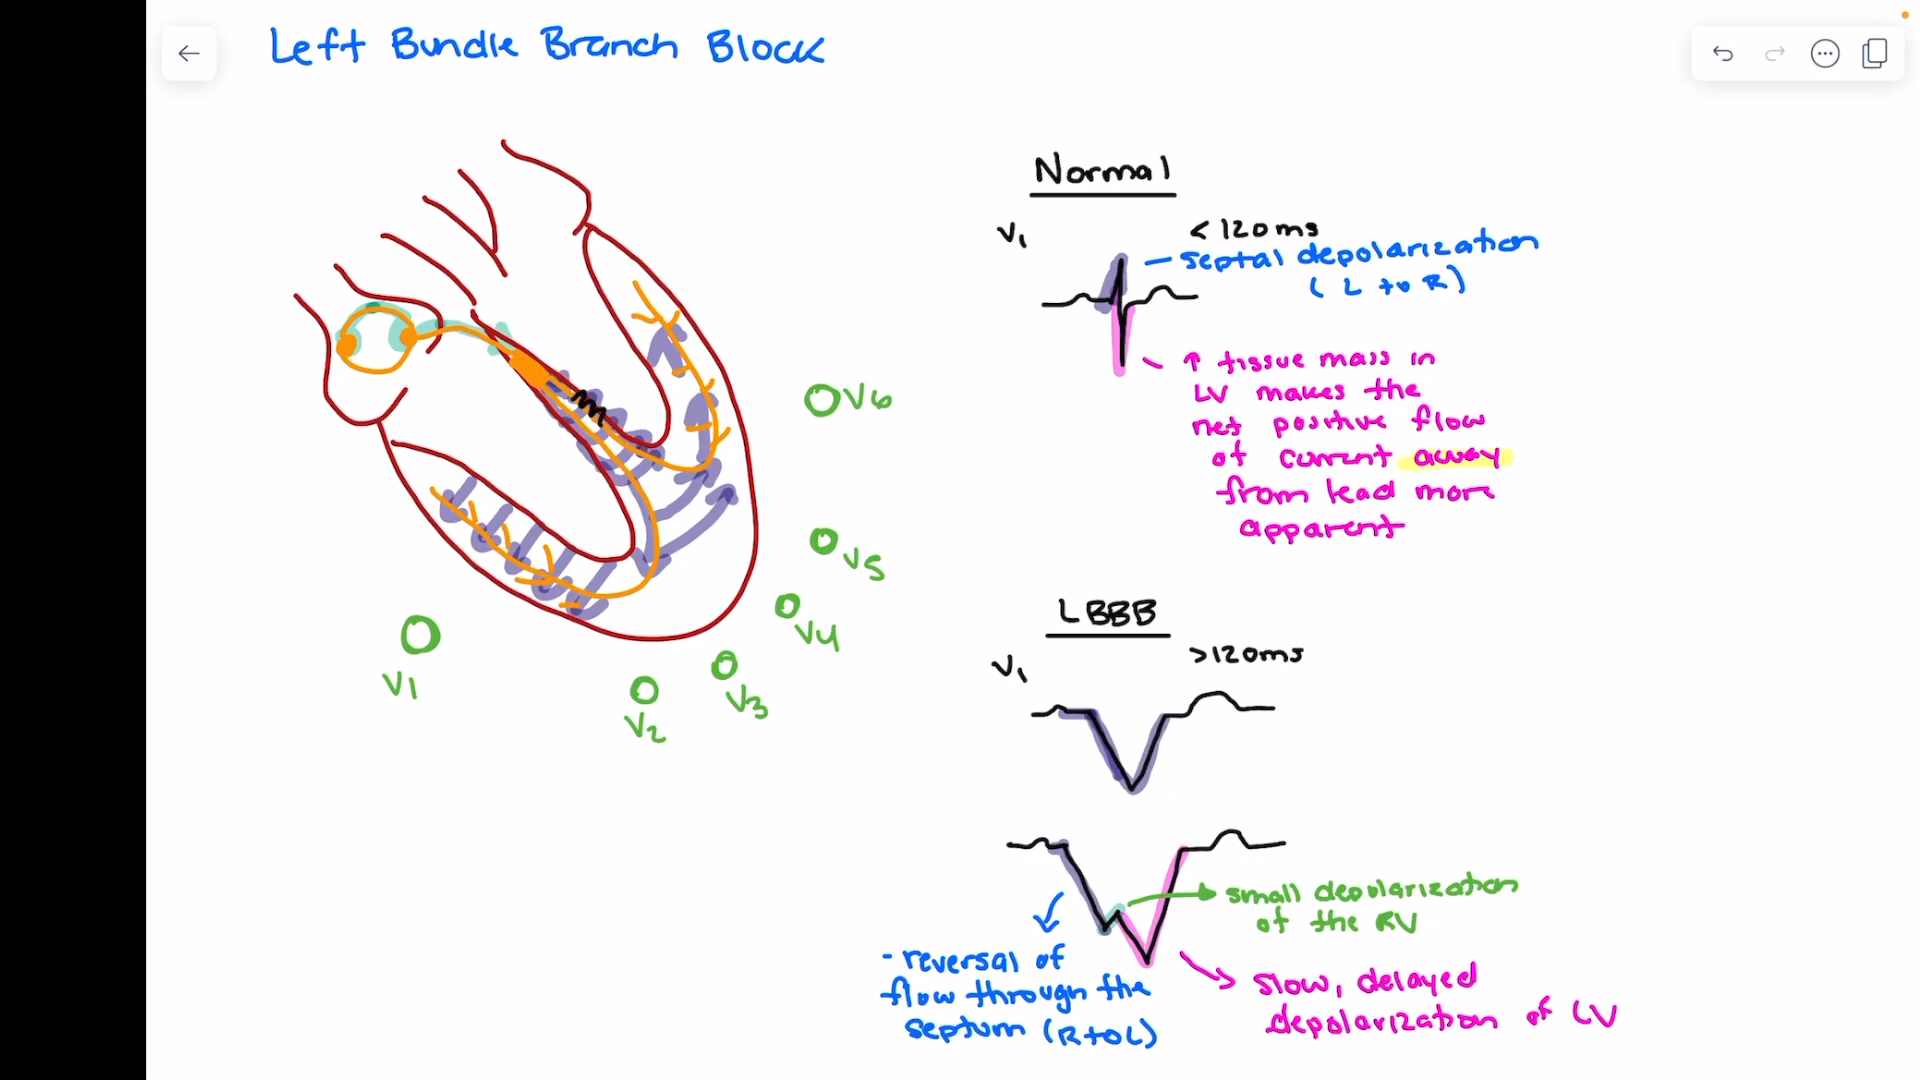 Left Bundle Branch Block
Normal
V1
< 120ms
- septal depolarization
(L to R)
↑ tissue mass in
LV makes the
net positive flow
of current away
from lead more
apparent
V6
V5
V4
V3
V2
V1
LBBB
V1
>120ms
small depolarization
of the RV
- reversal of
flow through the
septum (R to L)
slow, delayed
depolarization of LV